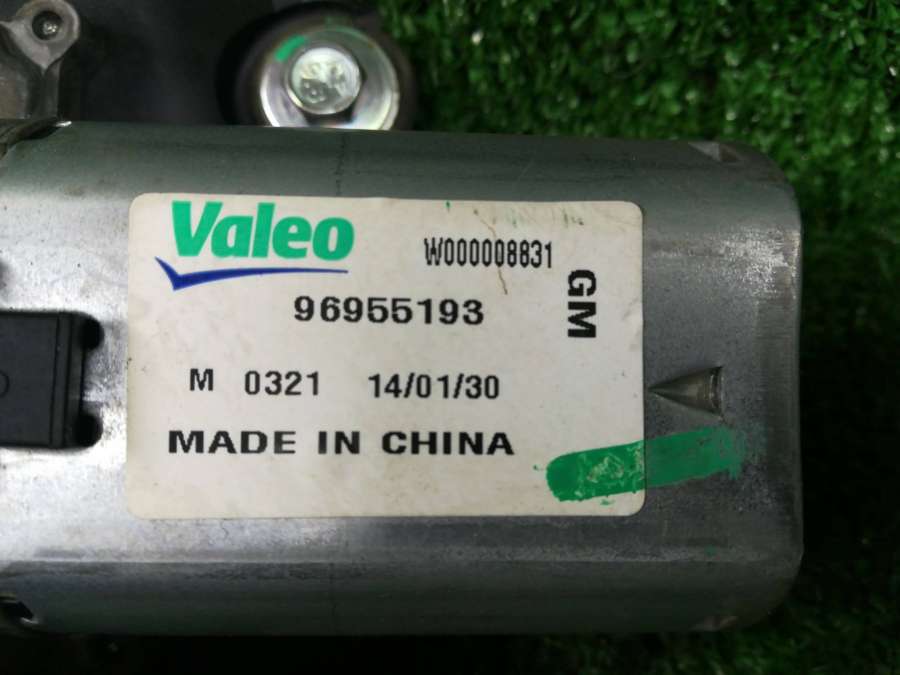 Valeo
W000008831
96955193
GM
M 0321 14/01/30
MADE IN CHINA